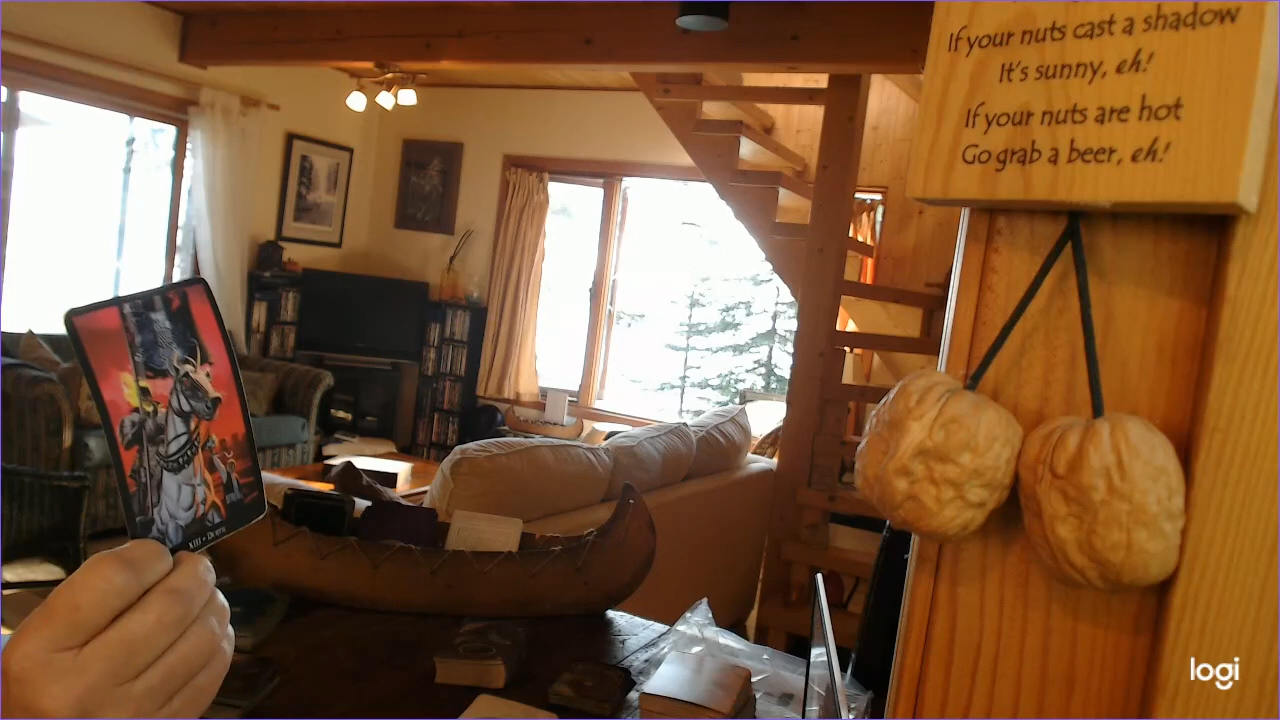 If your nuts cast a shadow
It's sunny, eh!
If your nuts are hot
Go grab a beer, eh!
XIII • Death
logi